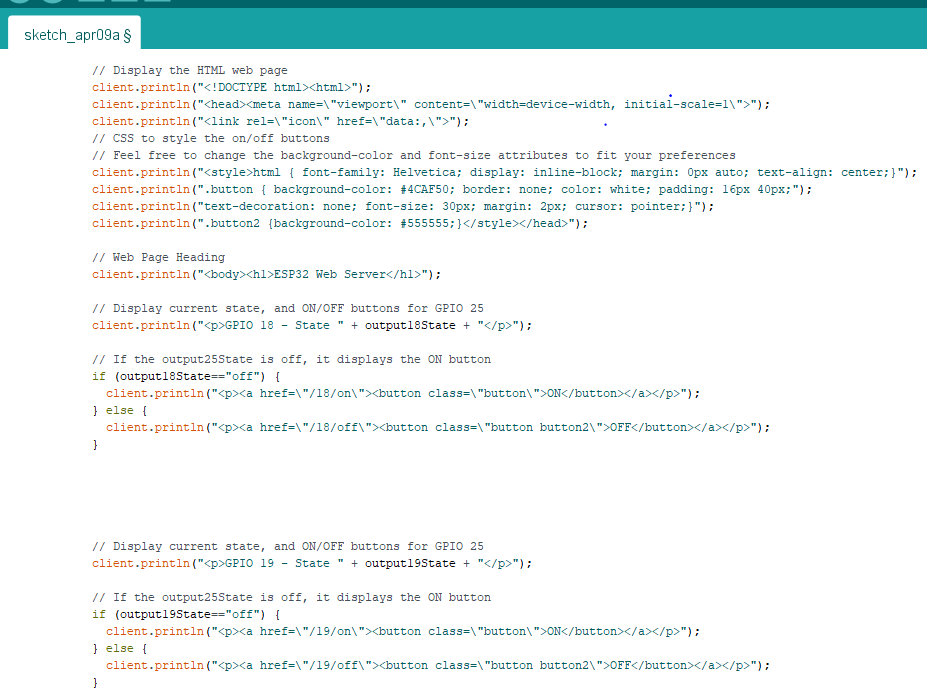 sketch_apr09a §
// Display the HTML web page
client.println("<!DOCTYPE html><html>");
client.println("<head><meta name=\"viewport\" content=\"width=device-width, initial-scale=1\">");
client.println("<link rel=\"icon\" href=\"data:,\">");
// CSS to style the on/off buttons
// Feel free to change the background-color and font-size attributes to fit your preferences
client.println("<style>html { font-family: Helvetica; display: inline-block; margin: 0px auto; text-align: center;}");
client.println(".button { background-color: #4CAF50; border: none; color: white; padding: 16px 40px;");
client.println("text-decoration: none; font-size: 30px; margin: 2px; cursor: pointer;}");
client.println(".button2 {background-color: #555555;}</style></head>");
// Web Page Heading
client.println("<body><h1>ESP32 Web Server</h1>");
// Display current state, and ON/OFF buttons for GPIO 25
client.println("<p>GPIO 18 - State " + output18State + "</p>");
// If the output25State is off, it displays the ON button
if (output18State=="off") {
client.println("<p><a href=\"/18/on\"><button class=\"button\">ON</button></a></p>");
} else {
client.println("<p><a href=\"/18/off\"><button class=\"button button2\">OFF</button></a></p>");
}
// Display current state, and ON/OFF buttons for GPIO 25
client.println("<p>GPIO 19 - State " + output19State + "</p>");
// If the output25State is off, it displays the ON button
if (output19State=="off") {
client.println("<p><a href=\"/19/on\"><button class=\"button\">ON</button></a></p>");
} else {
client.println("<p><a href=\"/19/off\"><button class=\"button button2\">OFF</button></a></p>");
}